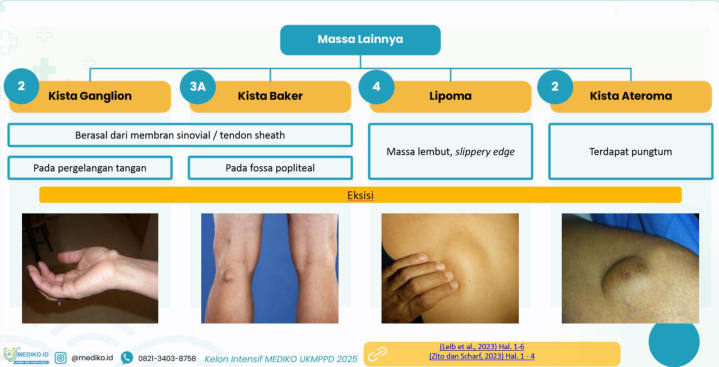 Massa Lainnya
2
Kista Ganglion
3A
Kista Baker
4
Lipoma
2
Kista Ateroma
Berasal dari membran sinovial / tendon sheath
Pada pergelangan tangan
Pada fossa popliteal
Massa lembut, slippery edge
Terdapat pungtum
Eksisi
MEDIKO.ID
@mediko.id
0821-3403-8758
Kelon Intensif MEDIKO UKMPPD 2025
(Leib et al., 2023) Hal. 1-6
(Zito dan Scharf, 2023) Hal. 1 - 4